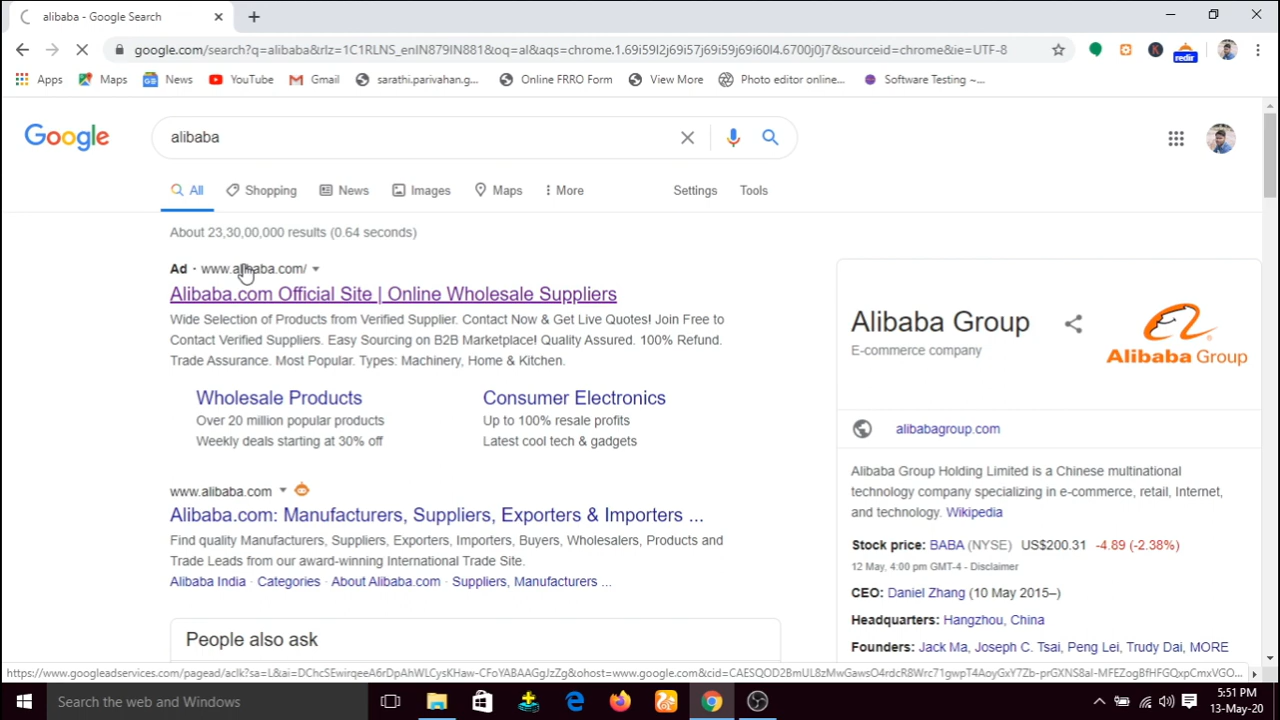 alibaba - Google Search
google.com/search?q=alibaba&rlz=1C1RLNS_enIN879IN881&oq=al&aqs=chrome.1.69i59l2j69i57j69i59j69i60l4.6700j0j7&sourceid=chrome&ie=UTF-8
redir
Apps
Maps
News
YouTube
Gmail
sarathi.parivahan.g...
Online FRRO Form
View More
Photo editor online...
Software Testing ~...
Google
alibaba
All
Shopping
News
Images
Maps
More
Settings
Tools
About 23,30,00,000 results (0.64 seconds)
Ad · www.alibaba.com/
Alibaba.com Official Site | Online Wholesale Suppliers
Wide Selection of Products from Verified Supplier. Contact Now & Get Live Quotes! Join Free to
Contact Verified Suppliers. Easy Sourcing on B2B Marketplace! Quality Assured. 100% Refund.
Trade Assurance. Most Popular. Types: Machinery, Home & Kitchen.
Wholesale Products
Over 20 million popular products
Weekly deals starting at 30% off
Consumer Electronics
Up to 100% resale profits
Latest cool tech & gadgets
www.alibaba.com
Alibaba.com: Manufacturers, Suppliers, Exporters & Importers ...
Find quality Manufacturers, Suppliers, Exporters, Importers, Buyers, Wholesalers, Products and
Trade Leads from our award-winning International Trade Site.
Alibaba India · Categories · About Alibaba.com · Suppliers, Manufacturers ...
People also ask
Alibaba Group
E-commerce company
Alibaba Group
alibabagroup.com
Alibaba Group Holding Limited is a Chinese multinational
technology company specializing in e-commerce, retail, Internet,
and technology. Wikipedia
Stock price: BABA (NYSE) US$200.31 -4.89 (-2.38%)
12 May, 4:00 pm GMT-4 - Disclaimer
CEO: Daniel Zhang (10 May 2015–)
Headquarters: Hangzhou, China
Founders: Jack Ma, Joseph C. Tsai, Peng Lei, Trudy Dai, MORE
Search the web and Windows
5:51 PM
13-May-20